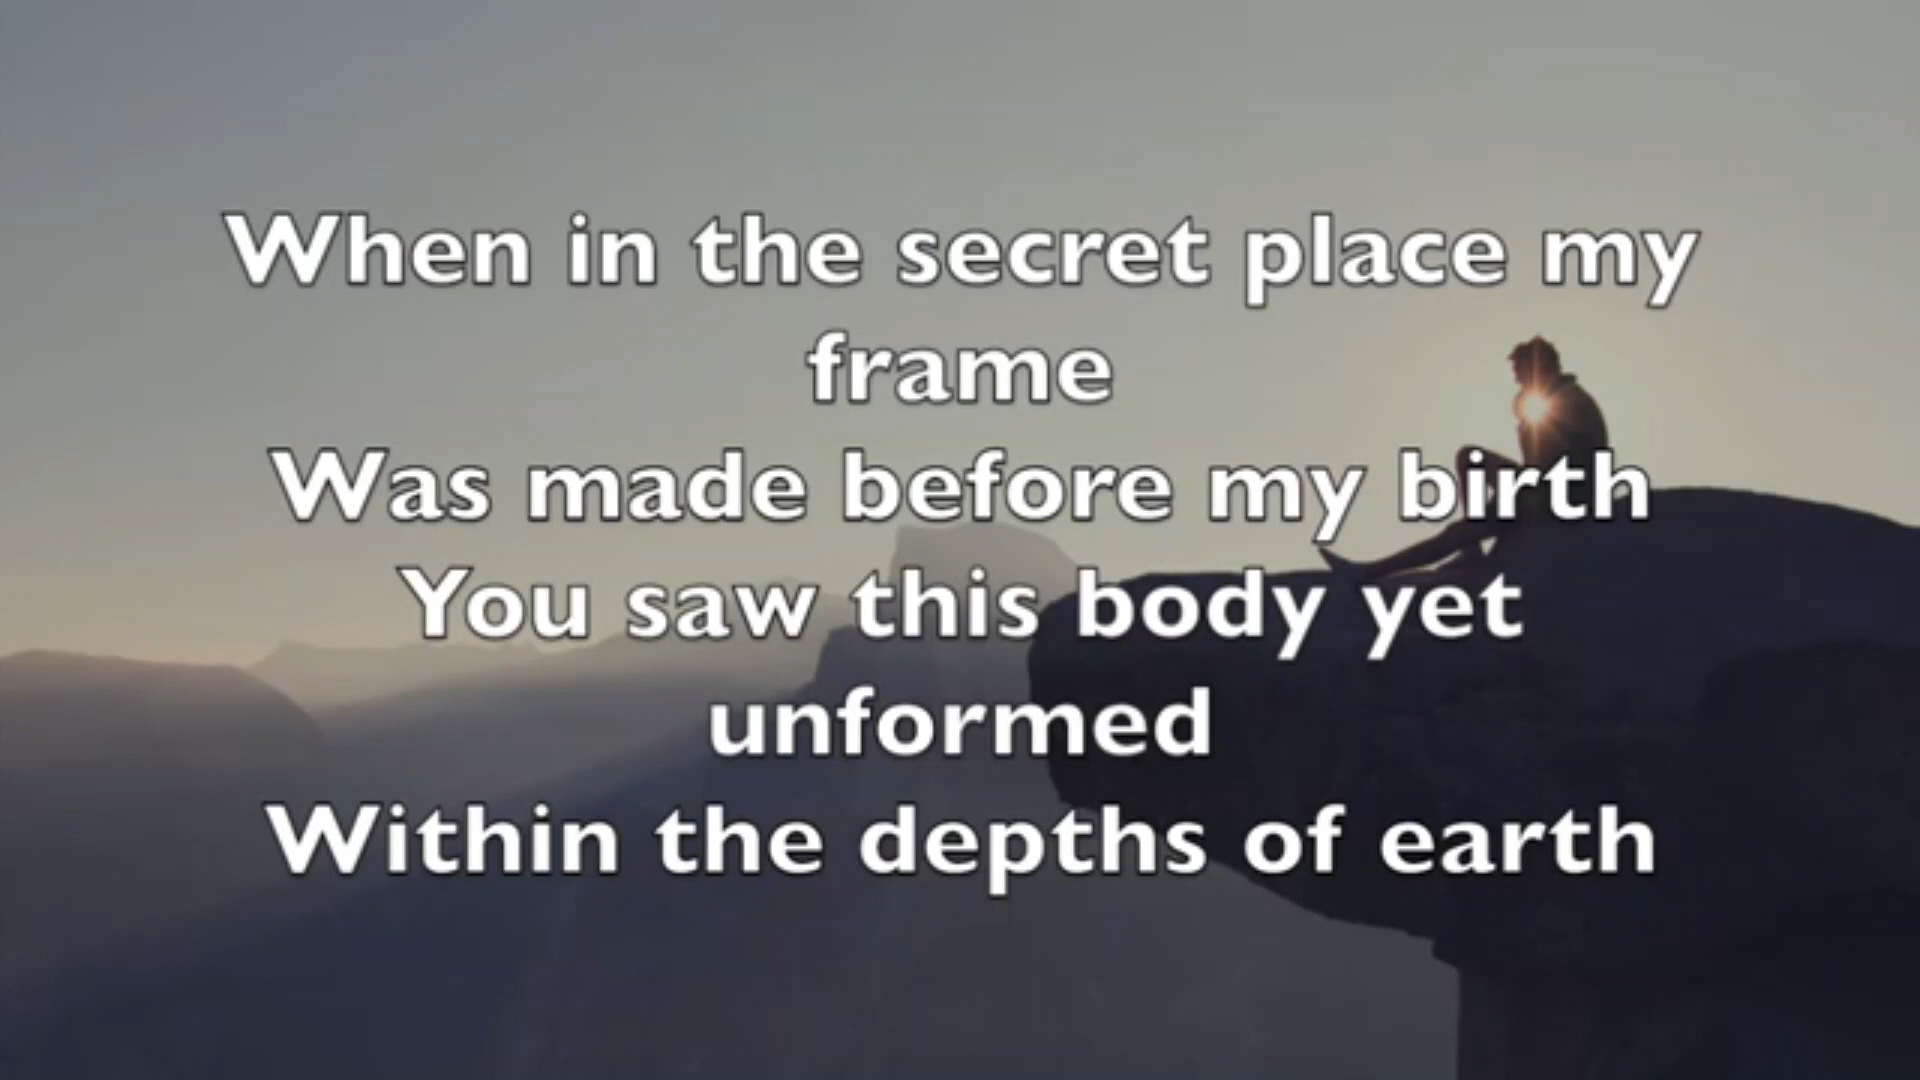 When in the secret place my
frame
Was made before my birth
You saw this body yet
unformed
Within the depths of earth